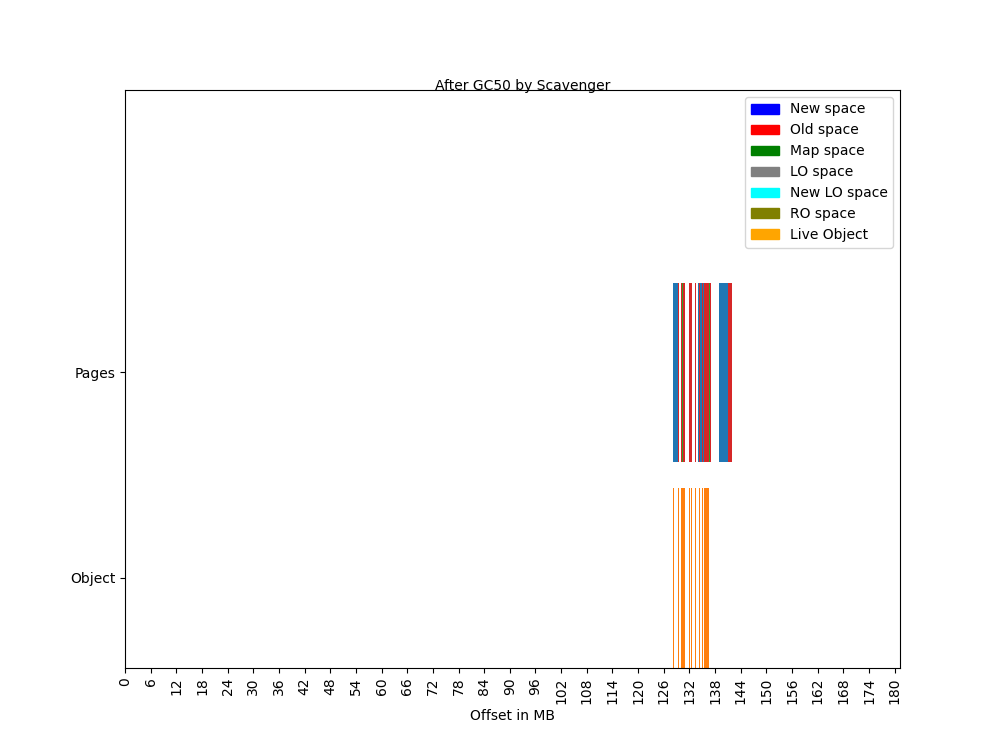 After GC50 by Scavenger
New space
Old space
Map space
LO space
New LO space
RO space
Live Object
Pages
Object
0 6 12 18 24 30 36 42 48 54 60 66 72 78 84 90 96 102 108 114 120 126 132 138 144 150 156 162 168 174 180
Offset in MB